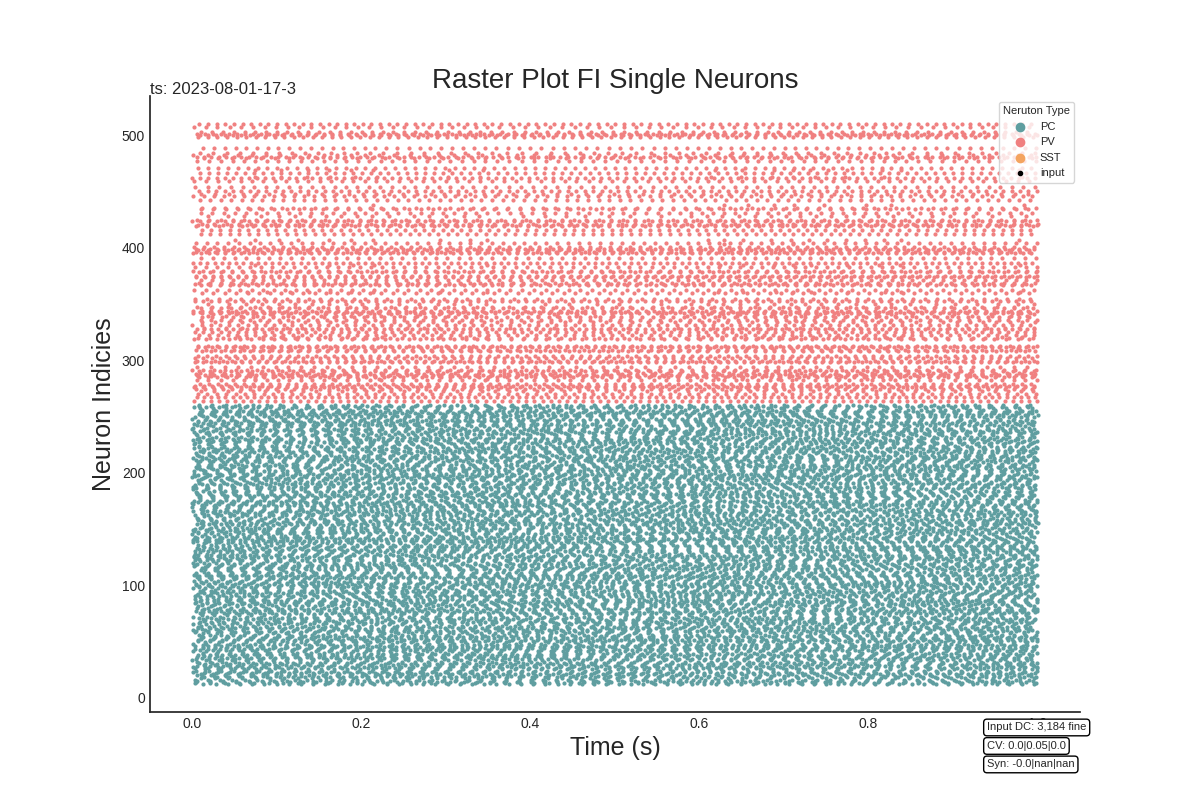 Raster Plot FI Single Neurons
ts: 2023-08-01-17-3
Neruton Type
PC
PV
SST
input
Neuron Indicies
500
400
300
200
100
0
0.0
0.2
0.4
0.6
0.8
Time (s)
Input DC: 3,184 fine
CV: 0.0|0.05|0.0
Syn: -0.0|nan|nan